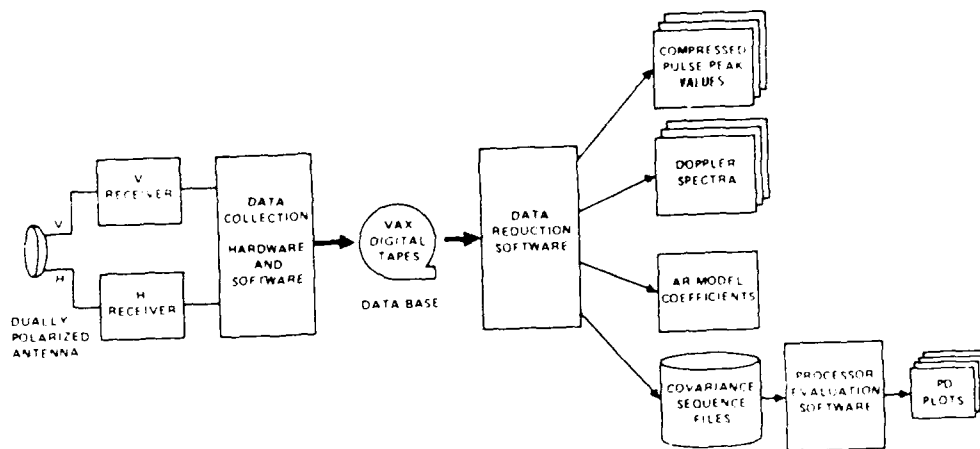 COMPRESSED
PULSE PEAK
VALUES
DOPPLER
SPECTRA
V
RECEIVER
V
DATA
COLLECTION
HARDWARE
AND
SOFTWARE
VAX
DIGITAL
TAPES
DATA BASE
DATA
REDUCTION
SOFTWARE
H
H
RECEIVER
DUALLY
POLARIZED
ANTENNA
AR MODEL
COEFFICIENTS
COVARIANCE
SEQUENCE
FILES
PROCESSOR
EVALUATION
SOFTWARE
PD
PLOTS